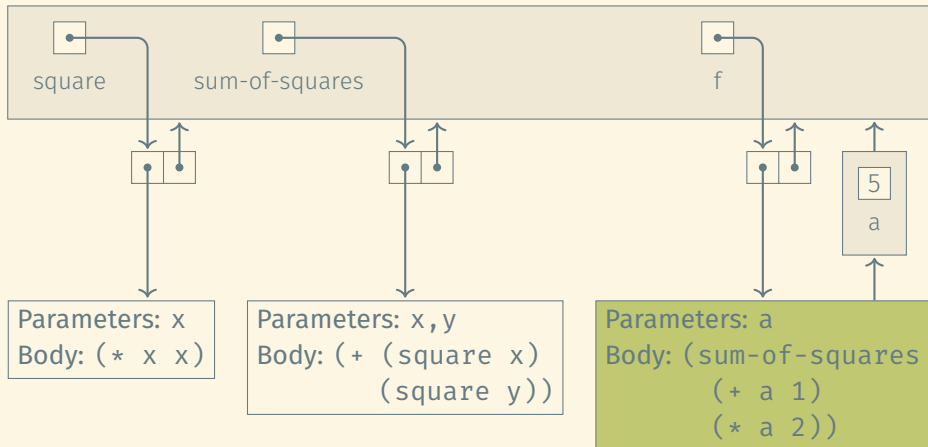 square
sum-of-squares
f
5
a
Parameters: x
Body: (* x x)
Parameters: x,y
Body: (+ (square x)
(square y))
Parameters: a
Body: (sum-of-squares
(+ a 1)
(* a 2))